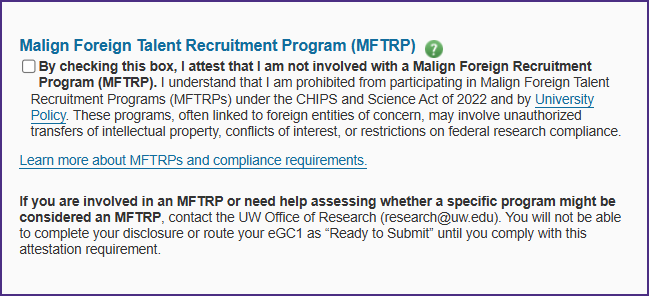 Malign Foreign Talent Recruitment Program (MFTRP) ?
By checking this box, I attest that I am not involved with a Malign Foreign Recruitment
Program (MFTRP). I understand that I am prohibited from participating in Malign Foreign Talent
Recruitment Programs (MFTRPs) under the CHIPS and Science Act of 2022 and by University
Policy. These programs, often linked to foreign entities of concern, may involve unauthorized
transfers of intellectual property, conflicts of interest, or restrictions on federal research compliance.
Learn more about MFTRPs and compliance requirements.
If you are involved in an MFTRP or need help assessing whether a specific program might be
considered an MFTRP, contact the UW Office of Research (research@uw.edu). You will not be able
to complete your disclosure or route your eGC1 as “Ready to Submit” until you comply with this
attestation requirement.